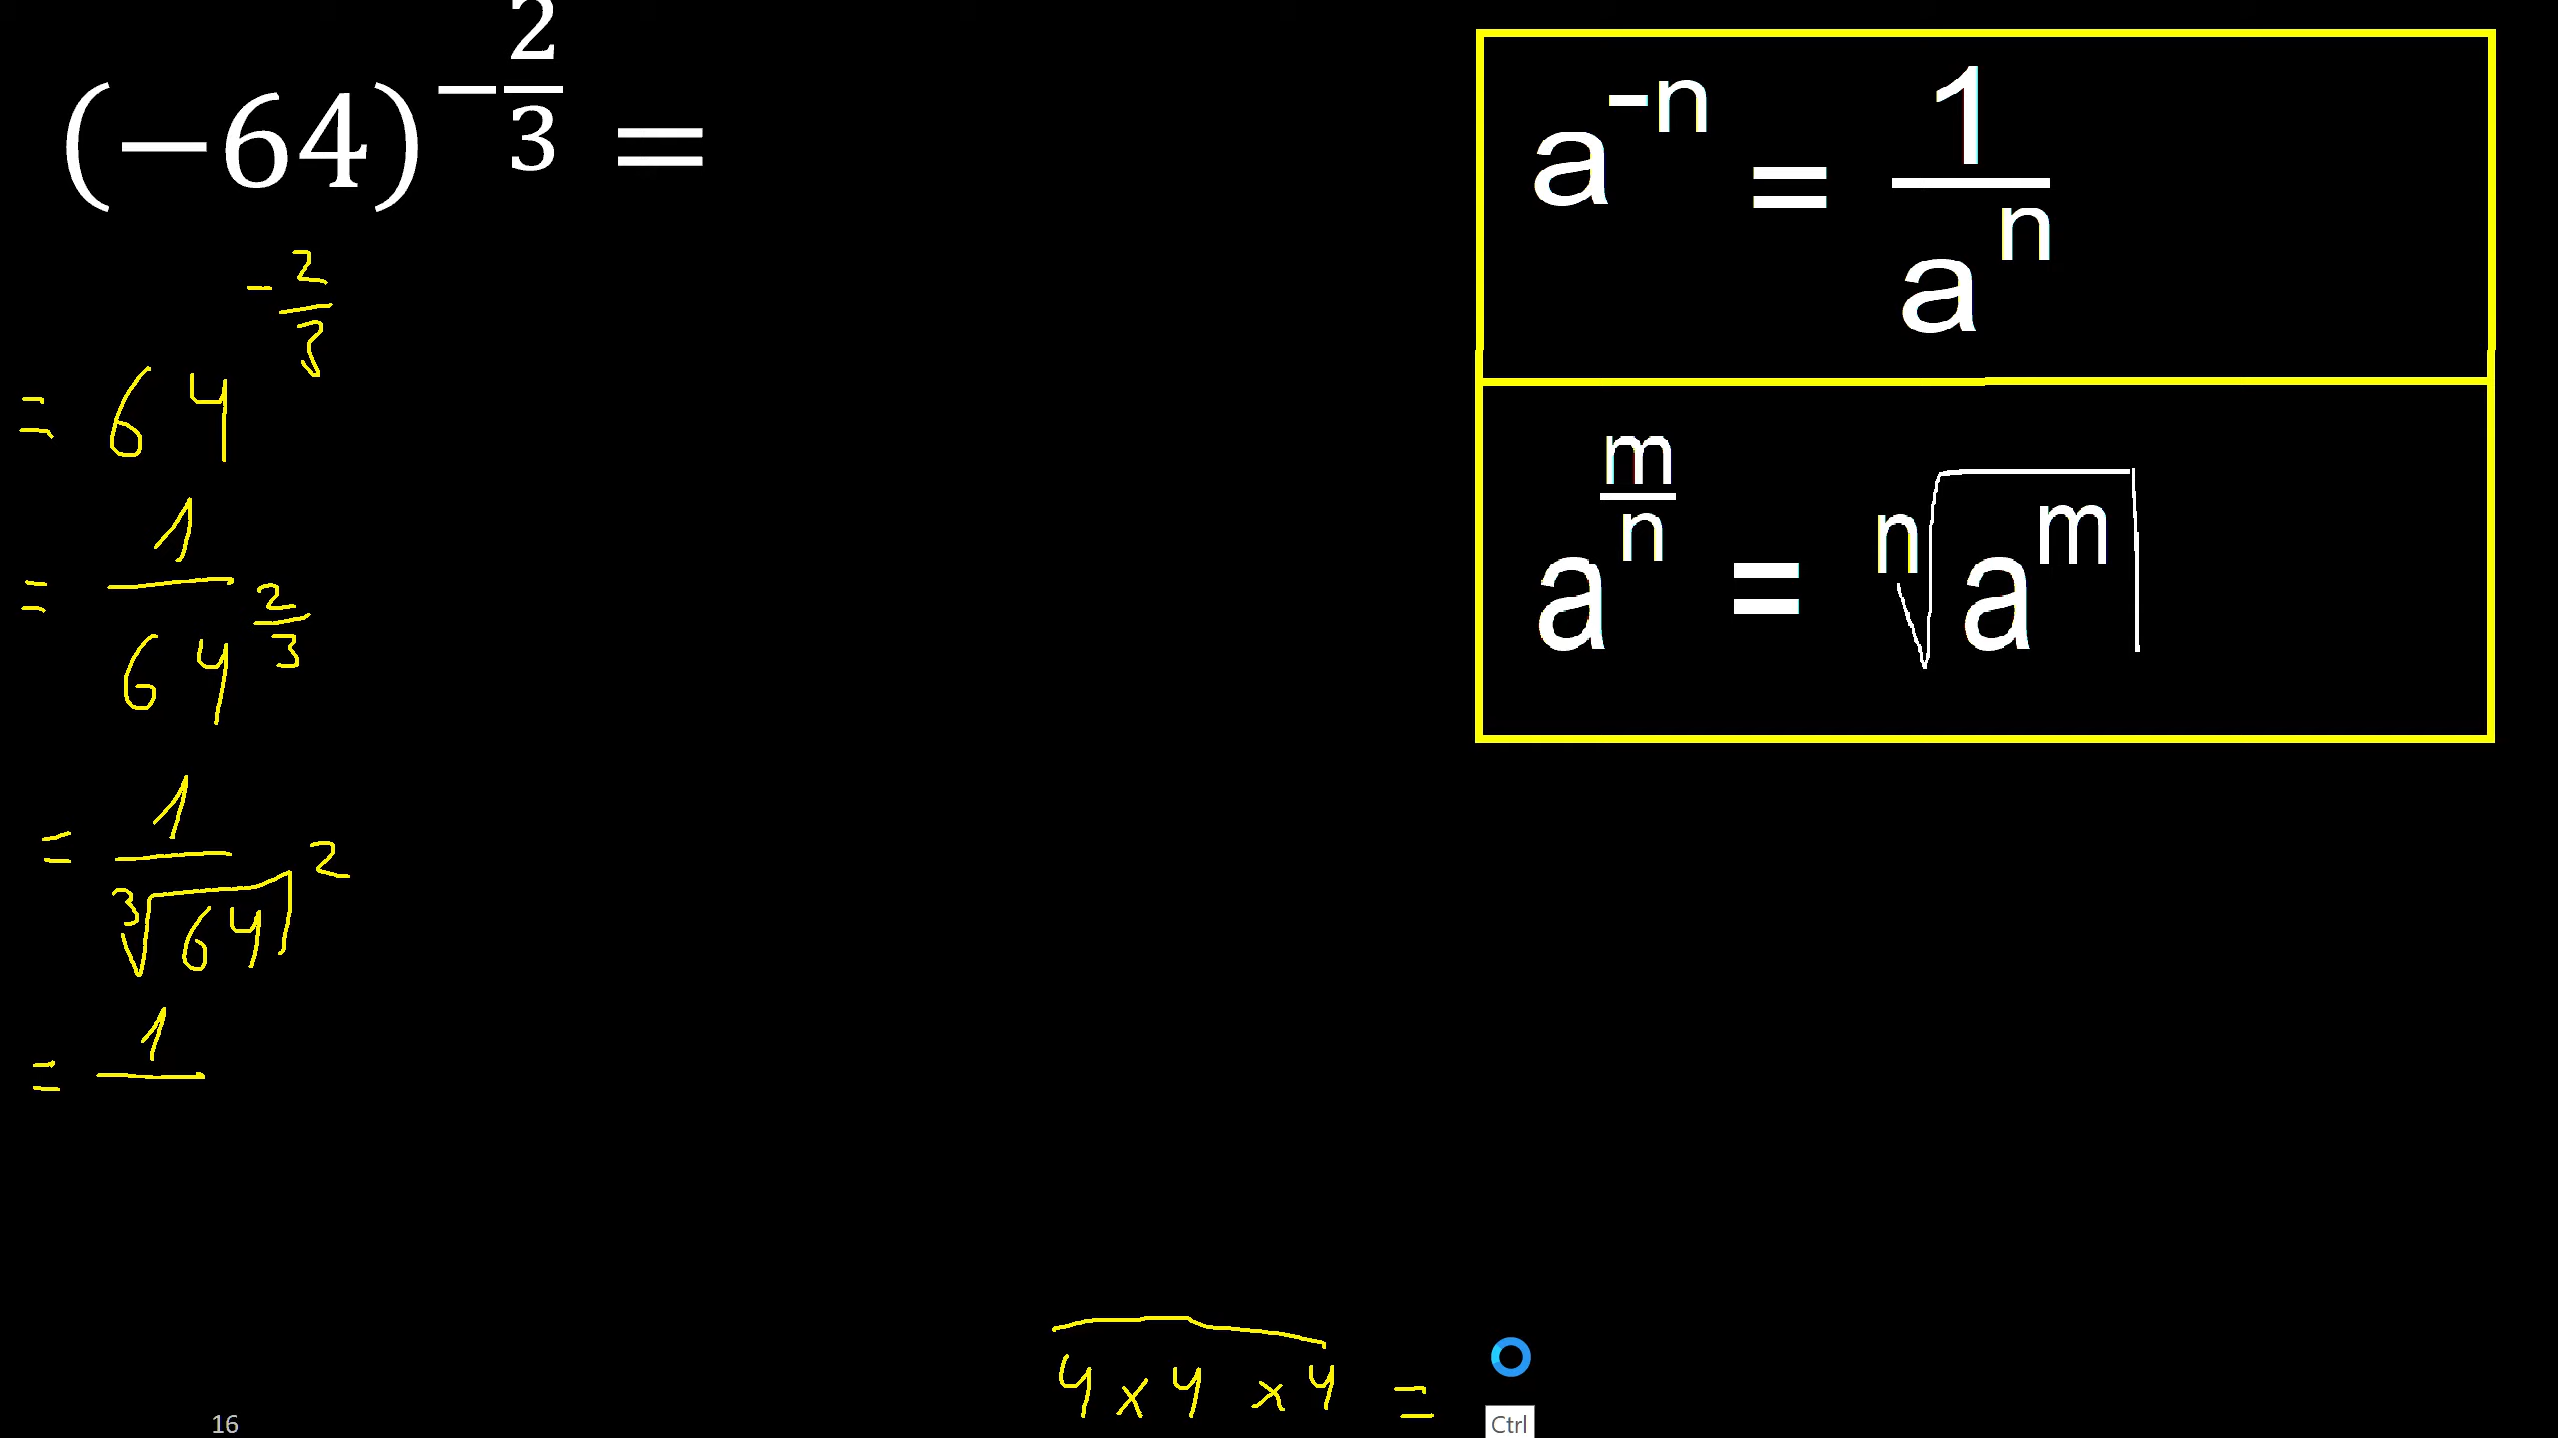 (−64)^(−2/3) =
= 64^(−2/3)
= 1/64^(2/3)
= 1/∛64^2
= 1/
a^(-n) = 1/a^n
a^(m/n) = ⁿ√a^m
4 x 4 x 4 =
16
Ctrl